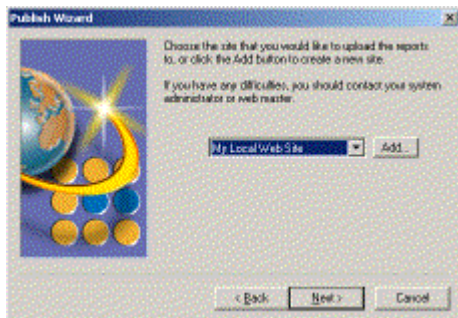 Publish Wizard
Choose the site that you would like to upload the reports
to, or click the Add button to create a new site.
If you have any difficulties, you should contact your system
administrator or web master.
My Local Web Site
Add...
< Back
Next >
Cancel